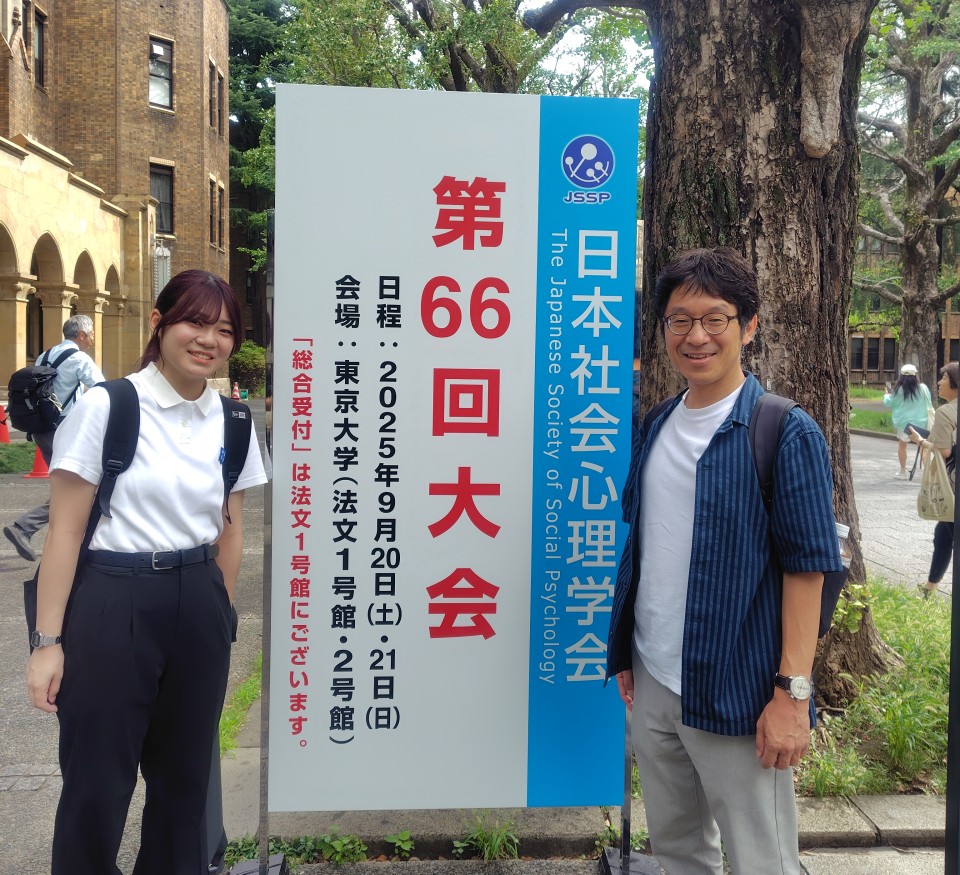 JSSP
日本社会心理学会
The Japanese Society of Social Psychology
第66回大会
日程：2025年9月20日（土）・21日（日）
会場：東京大学（法文1号館・2号館）
「総合受付」は法文1号館にございます。